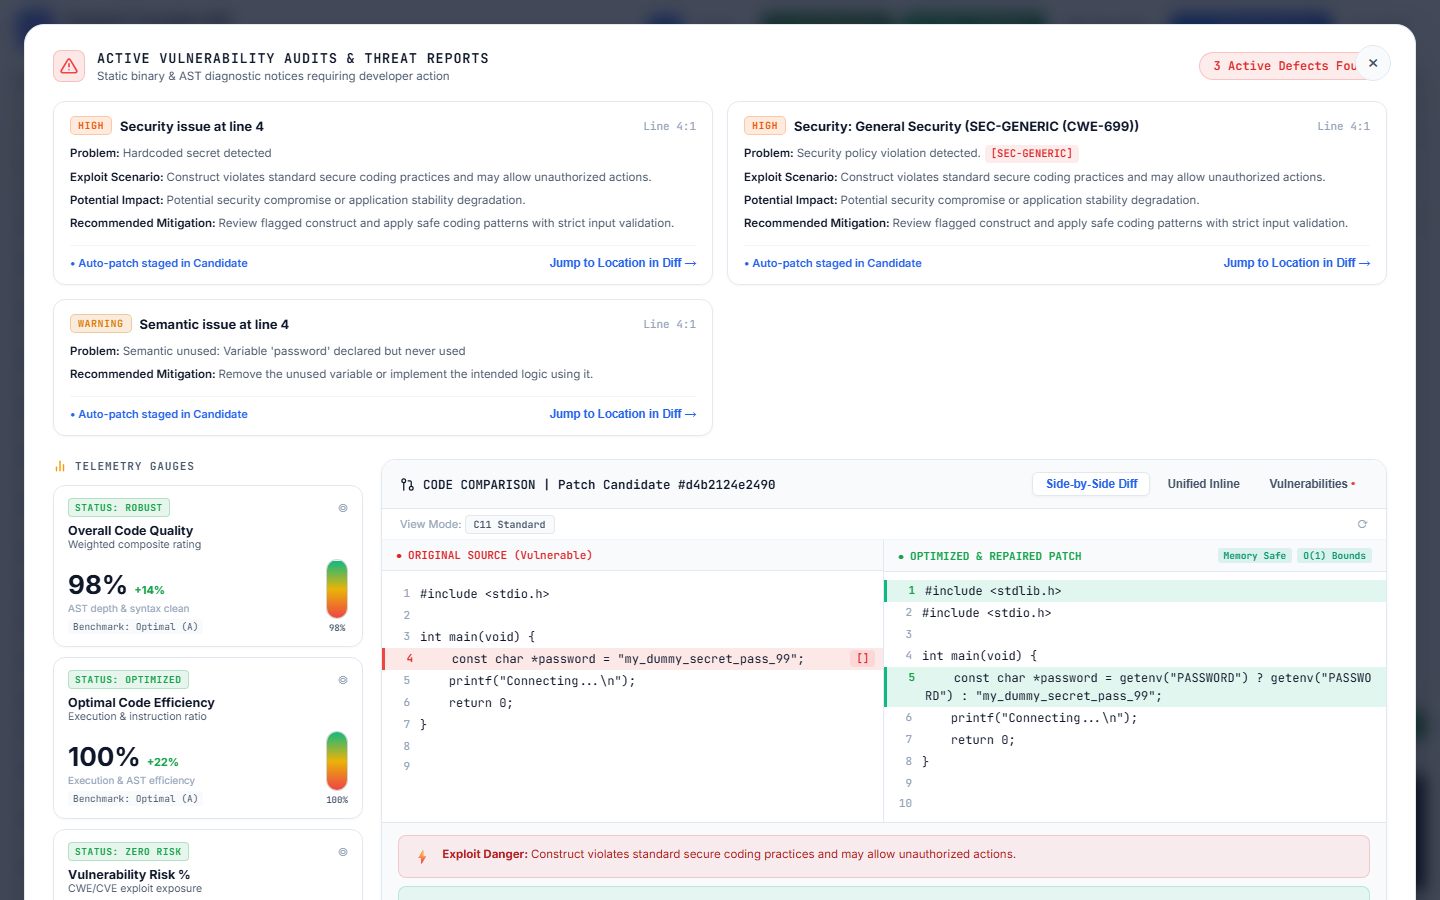 ACTIVE VULNERABILITY AUDITS & THREAT REPORTS
Static binary & AST diagnostic notices requiring developer action
3 Active Defects Fou
×
HIGH Security issue at line 4 Line 4:1
Problem: Hardcoded secret detected
Exploit Scenario: Construct violates standard secure coding practices and may allow unauthorized actions.
Potential Impact: Potential security compromise or application stability degradation.
Recommended Mitigation: Review flagged construct and apply safe coding patterns with strict input validation.
• Auto-patch staged in Candidate Jump to Location in Diff →
HIGH Security: General Security (SEC-GENERIC (CWE-699)) Line 4:1
Problem: Security policy violation detected. [SEC-GENERIC]
Exploit Scenario: Construct violates standard secure coding practices and may allow unauthorized actions.
Potential Impact: Potential security compromise or application stability degradation.
Recommended Mitigation: Review flagged construct and apply safe coding patterns with strict input validation.
• Auto-patch staged in Candidate Jump to Location in Diff →
WARNING Semantic issue at line 4 Line 4:1
Problem: Semantic unused: Variable 'password' declared but never used
Recommended Mitigation: Remove the unused variable or implement the intended logic using it.
• Auto-patch staged in Candidate Jump to Location in Diff →
TELEMETRY GAUGES
STATUS: ROBUST
Overall Code Quality
Weighted composite rating
98% +14%
AST depth & syntax clean
Benchmark: Optimal (A)
98%
STATUS: OPTIMIZED
Optimal Code Efficiency
Execution & instruction ratio
100% +22%
Execution & AST efficiency
Benchmark: Optimal (A)
100%
STATUS: ZERO RISK
Vulnerability Risk %
CWE/CVE exploit exposure
CODE COMPARISON | Patch Candidate #d4b2124e2490
Side-by-Side Diff Unified Inline Vulnerabilities •
View Mode: C11 Standard
• ORIGINAL SOURCE (Vulnerable)
1 #include <stdio.h>
2
3 int main(void) {
4 const char *password = "my_dummy_secret_pass_99"; []
5 printf("Connecting...\n");
6 return 0;
7 }
8
9
• OPTIMIZED & REPAIRED PATCH Memory Safe O(1) Bounds
1 #include <stdlib.h>
2 #include <stdio.h>
3
4 int main(void) {
5 const char *password = getenv("PASSWORD") ? getenv("PASSWO
RD") : "my_dummy_secret_pass_99";
6 printf("Connecting...\n");
7 return 0;
8 }
9
10
Exploit Danger: Construct violates standard secure coding practices and may allow unauthorized actions.